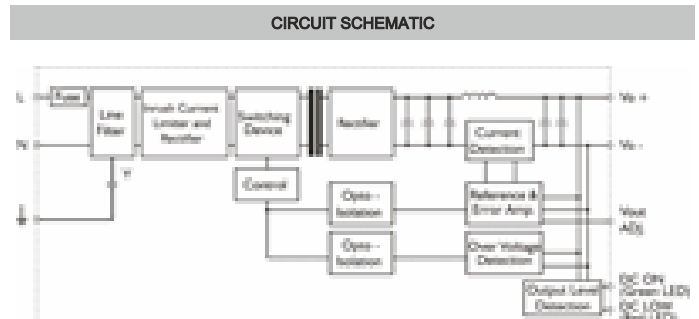 CIRCUIT SCHEMATIC
L
Fuse
Line
Filter
Inrush Current
Limiter and
Rectifier
Switching
Device
Rectifier
Vo +
N
Current
Detection
Vo -
Y
Control
Opto -
Isolation
Reference &
Error Amp.
Vout
ADJ.
Opto -
Isolation
Over Voltage
Detection
Output Level
Detection
DC ON
(Green LED)
DC LOW
(Red LED)